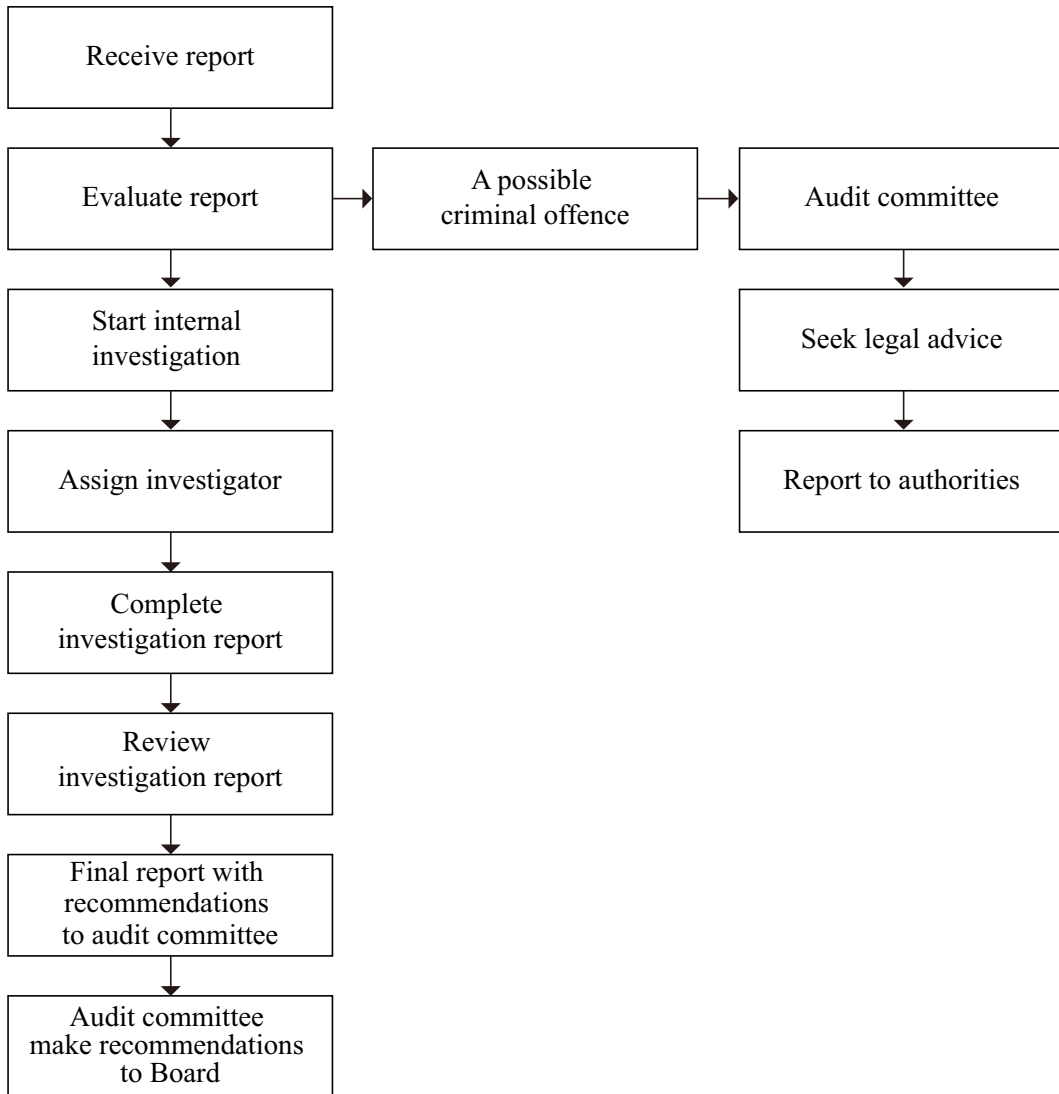 Receive report
Evaluate report
A possible
criminal offence
Audit committee
Start internal
investigation
Seek legal advice
Assign investigator
Report to authorities
Complete
investigation report
Review
investigation report
Final report with
recommendations
to audit committee
Audit committee
make recommendations
to Board